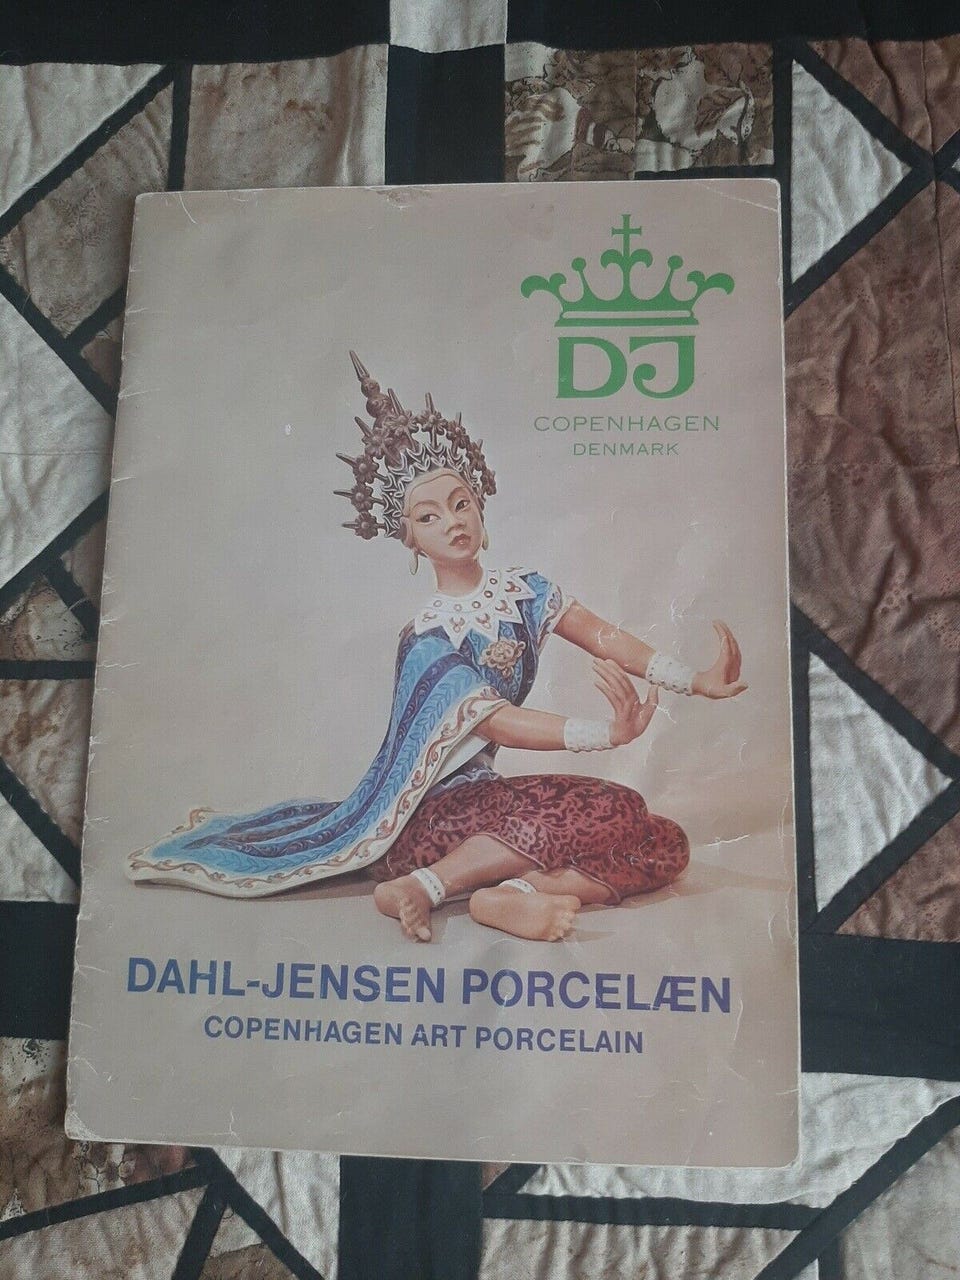 DJ
COPENHAGEN
DENMARK
DAHL-JENSEN PORCELÆN
COPENHAGEN ART PORCELAIN